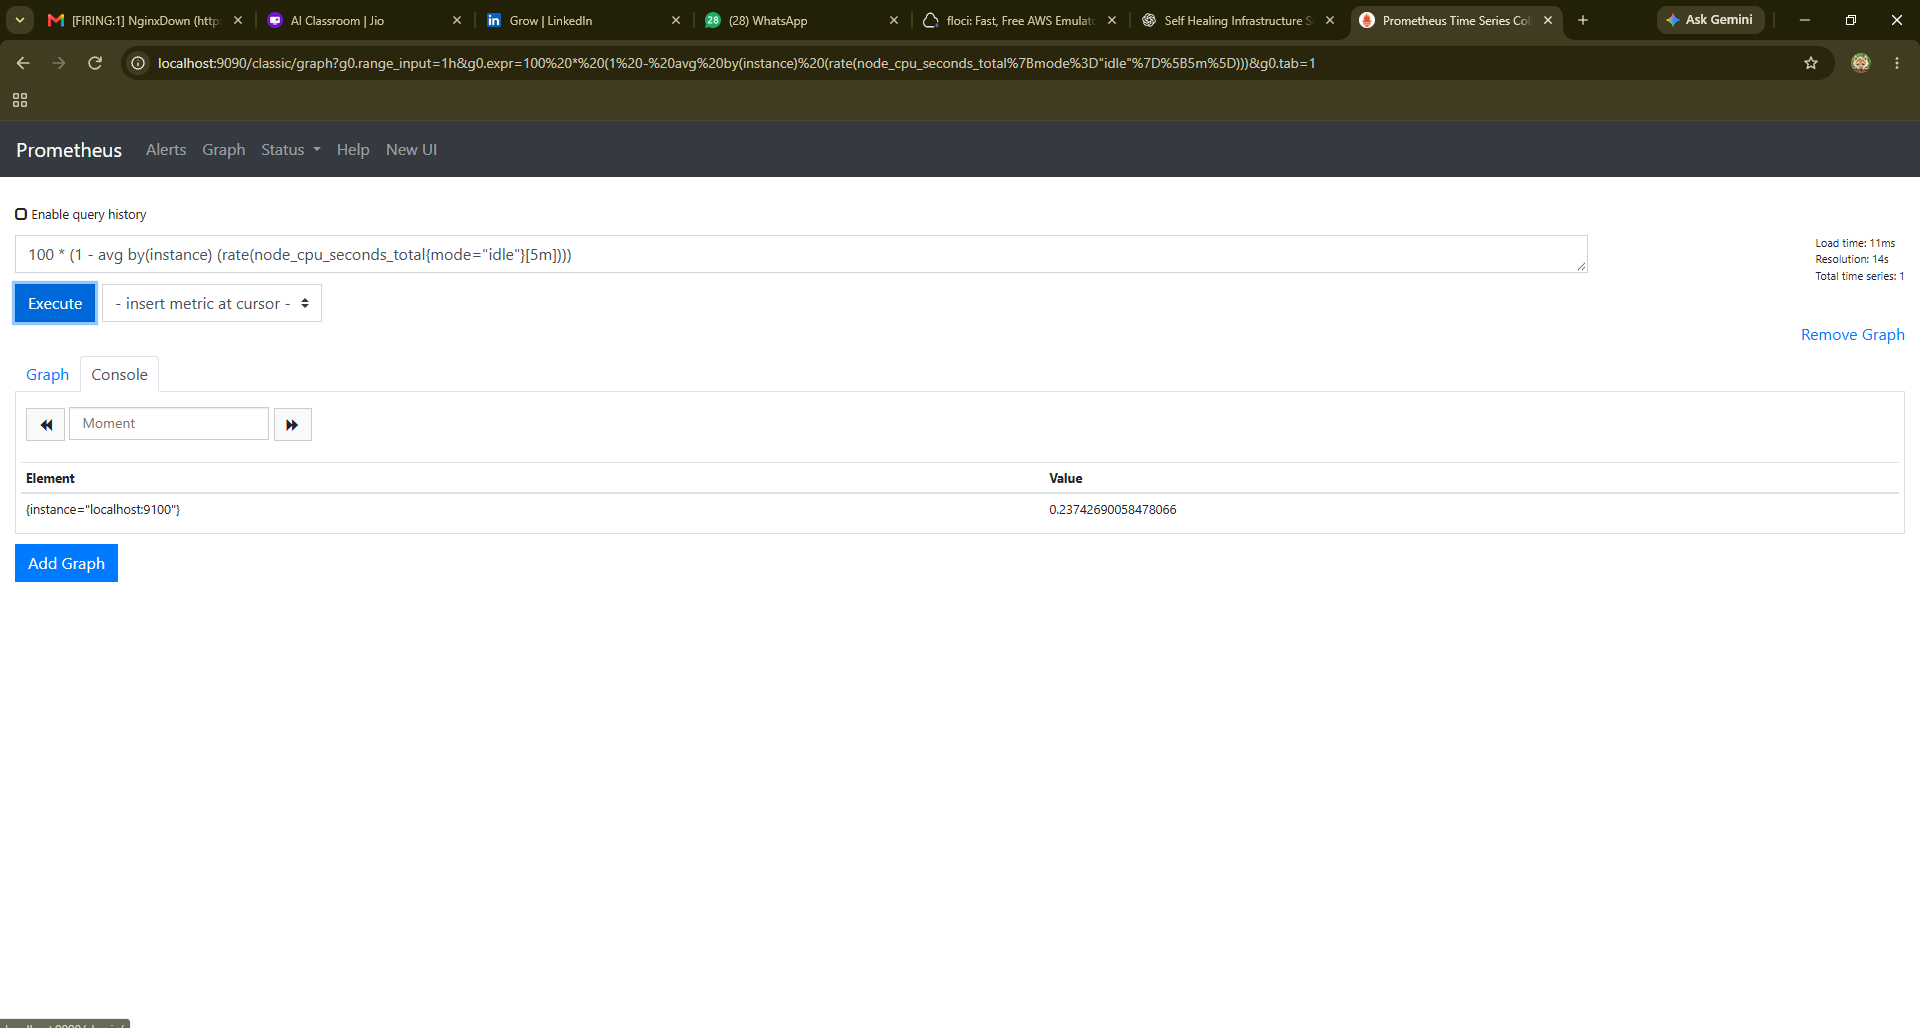 [FIRING:1] NginxDown (http:
AI Classroom | Jio
Grow | LinkedIn
28 (28) WhatsApp
floci: Fast, Free AWS Emulato
Self Healing Infrastructure S
Prometheus Time Series Coll
Ask Gemini
localhost:9090/classic/graph?g0.range_input=1h&g0.expr=100%20*%20(1%20-%20avg%20by(instance)%20(rate(node_cpu_seconds_total%7Bmode%3D"idle"%7D%5B5m%5D)))&g0.tab=1
Prometheus Alerts Graph Status Help New UI
Enable query history
100 * (1 - avg by(instance) (rate(node_cpu_seconds_total{mode="idle"}[5m])))
Load time: 11ms
Resolution: 14s
Total time series: 1
Execute
- insert metric at cursor -
Remove Graph
Graph Console
Moment
Element Value
{instance="localhost:9100"} 0.23742690058478066
Add Graph